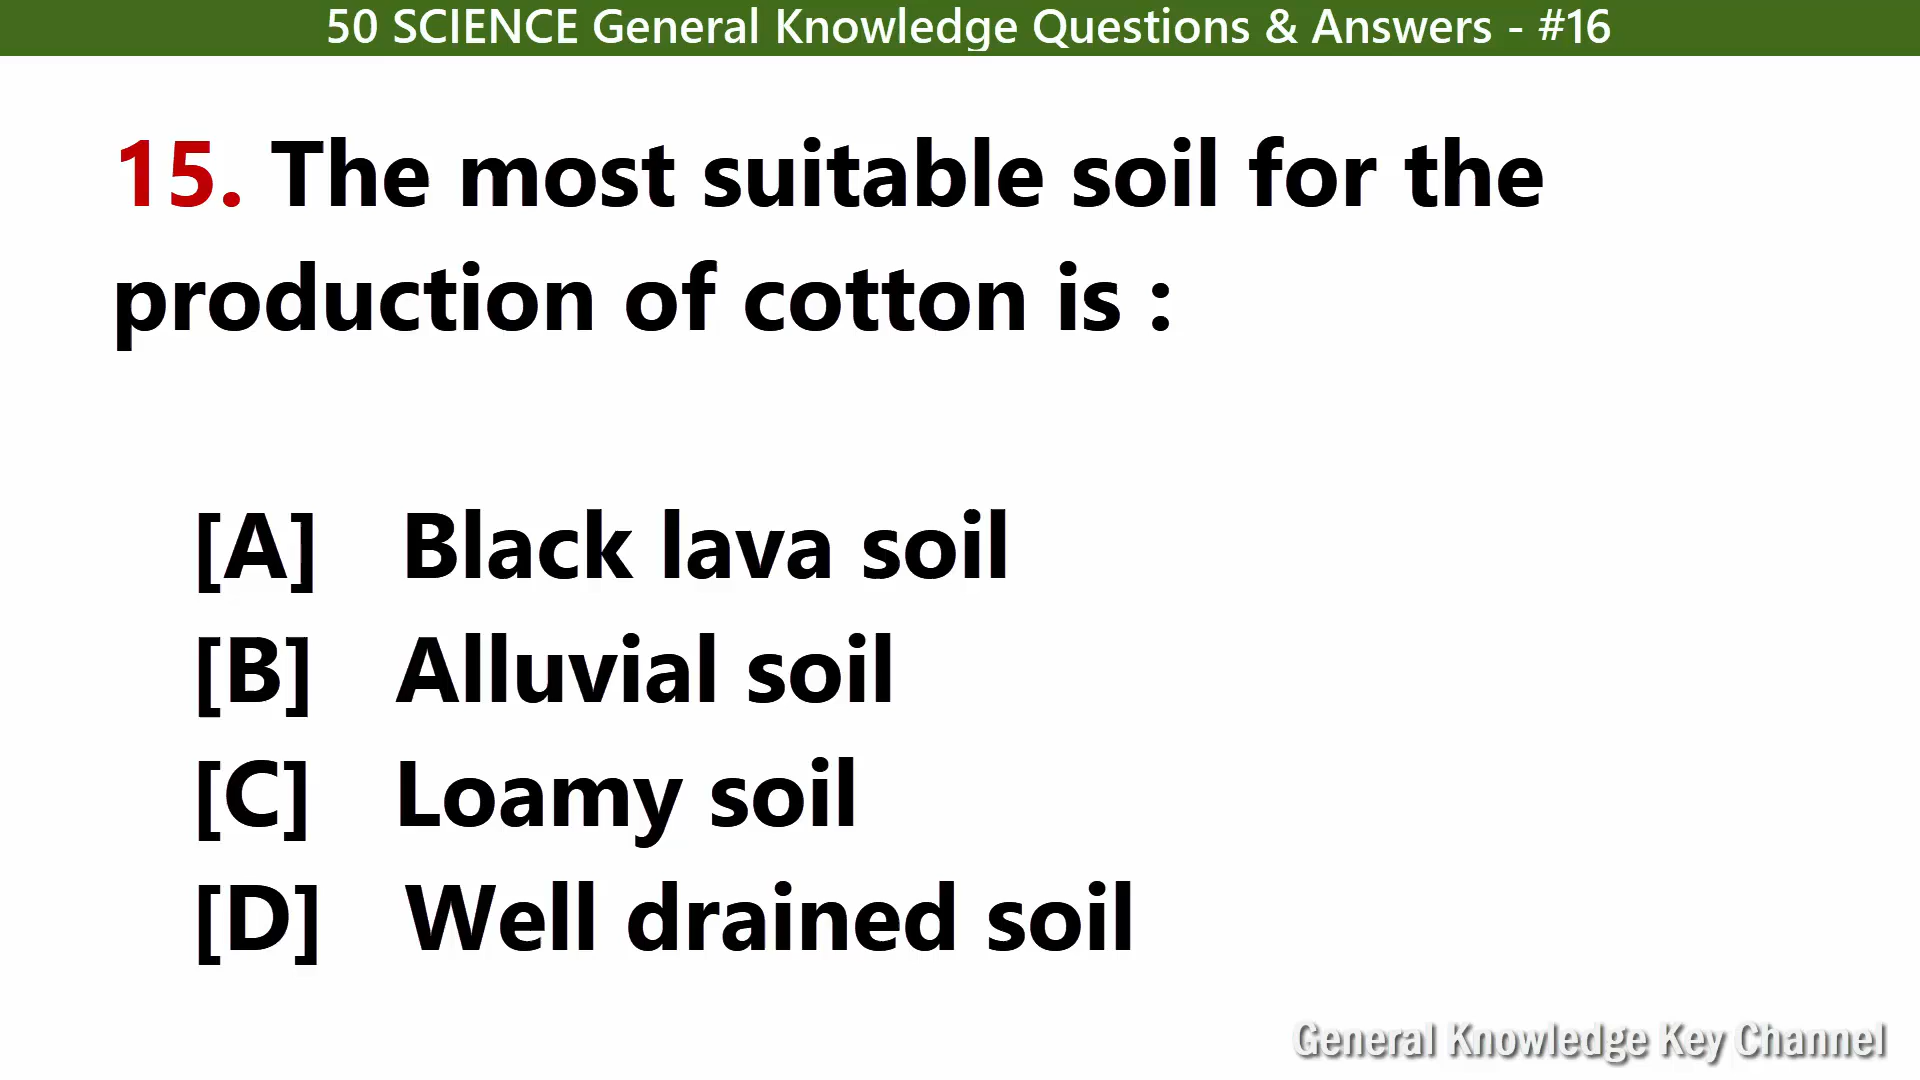 50 SCIENCE General Knowledge Questions & Answers - #16
15. The most suitable soil for the
production of cotton is :
[A] Black lava soil
[B] Alluvial soil
[C] Loamy soil
[D] Well drained soil
General Knowledge Key Channel